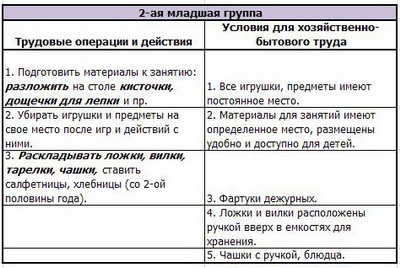 2-ая младшая группа
Трудовые операции и действия
Условия для хозяйственно-
бытового труда
1. Подготовить материалы к занятию:
разложить на столе кисточки,
дощечки для лепки и пр.
1. Все игрушки, предметы имеют
постоянное место.
2. Убирать игрушки и предметы на
свое место после игр и действий с
ними.
2. Материалы для занятий имеют
определенное место, размещены
удобно и доступно для детей.
3. Раскладывать ложки, вилки,
тарелки, чашки, ставить
салфетницы, хлебницы (со 2-ой
половины года).
3. Фартуки дежурных.
4. Ложки и вилки расположены
ручкой вверх в емкостях для
хранения.
5. Чашки с ручкой, блюдца.